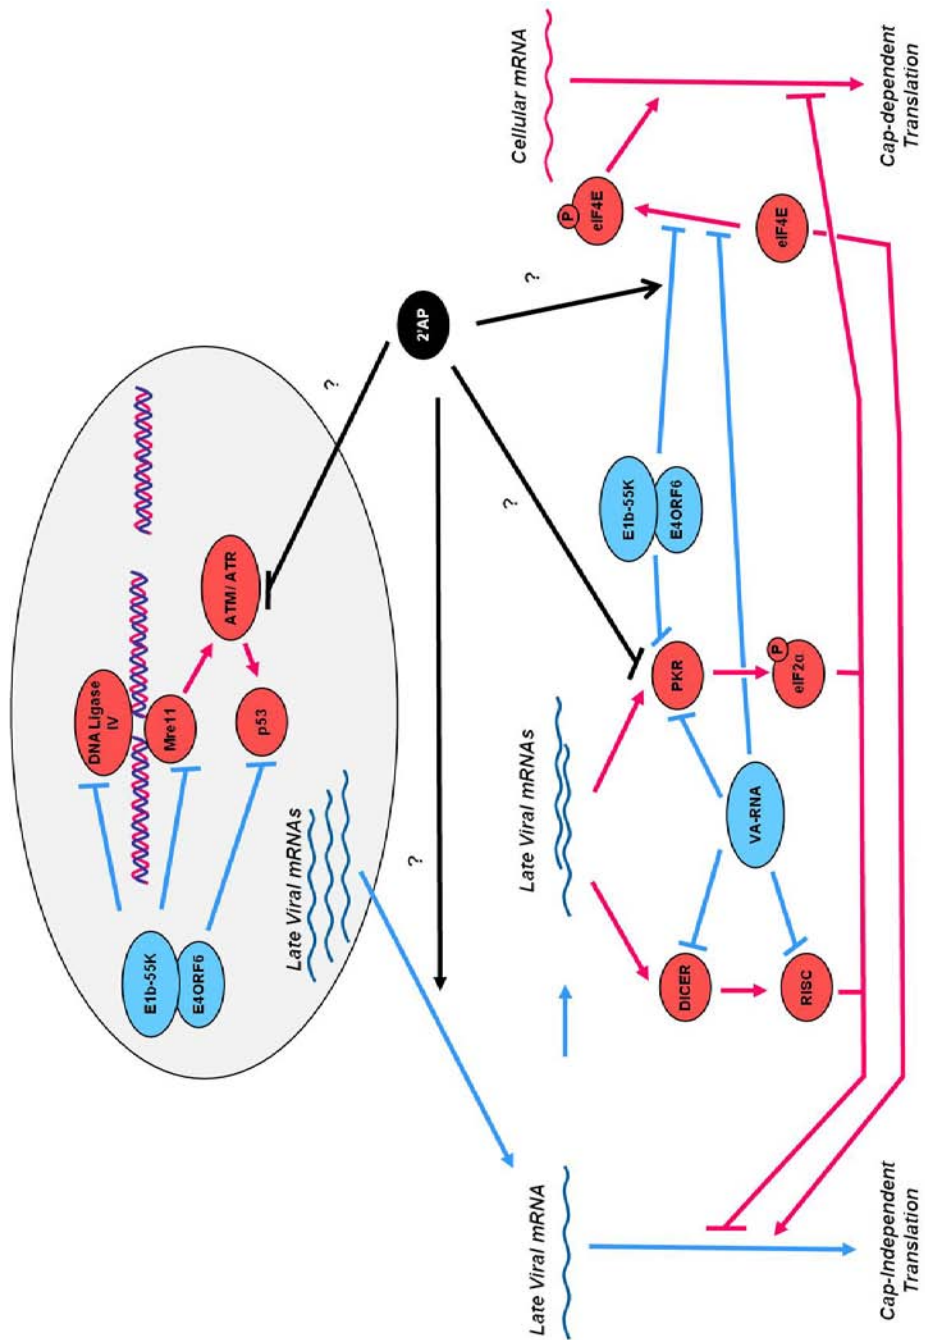 DNA Ligase
IV
Mre11
ATM/ ATR
p53
E1b-55K
E4ORF6
Late Viral mRNAs
?
?
2'AP
?
?
Late Viral mRNA
Late Viral mRNAs
Cellular mRNA
E1b-55K
E4ORF6
P
eIF4E
DICER
PKR
P
eIF2α
VA-RNA
RISC
eIF4E
Cap-Independent
Translation
Cap-dependent
Translation